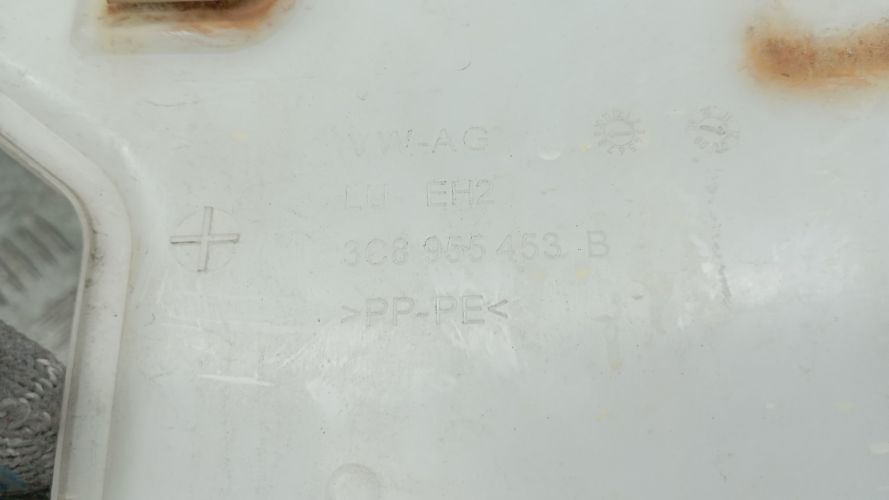 VW-AG
LU EH2
3C8 955 453 B
>PP-PE<